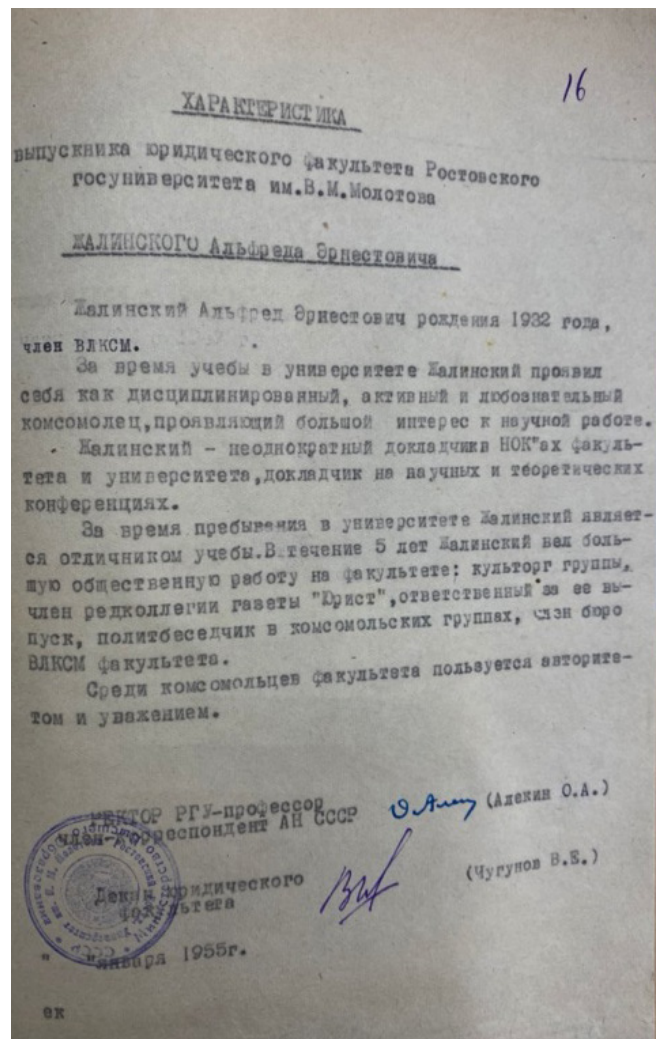 16
ХАРАКТЕРИСТИКА
выпускника юридического факультета Ростовского
госуниверситета им.В.М.Молотова
ЖАЛИНСКОГО Альфреда Эрнестовича
Жалинский Альфред Эрнестович рождения 1932 года,
член ВЛКСМ.
За время учебы в университете Жалинский проявил
себя как дисциплинированный, активный и любознательный
комсомолец,проявляющий большой интерес к научной работе.
Жалинский - неоднократный докладчикв НОК"ах факуль-
тета и университета,докладчик на научных и теоретических
конференциях.
За время пребывания в университете Жалинский являет-
ся отличником учебы.В течение 5 лет Жалинский вел боль-
шую общественную работу на факультете: культорг группы,
член редколлегии газеты "Юрист",ответственный за ее вы-
пуск, политбеседчик в комсомольских группах, член бюро
ВЛКСМ факультета.
Среди комсомольцев факультета пользуется авторите-
том и уважением.
РЕКТОР РГУ-профессор
член-корреспондент АН СССР (Алекин О.А.)
Декан юридического
факультета (Чугунов В.Е.)
" "января 1955г.
ек